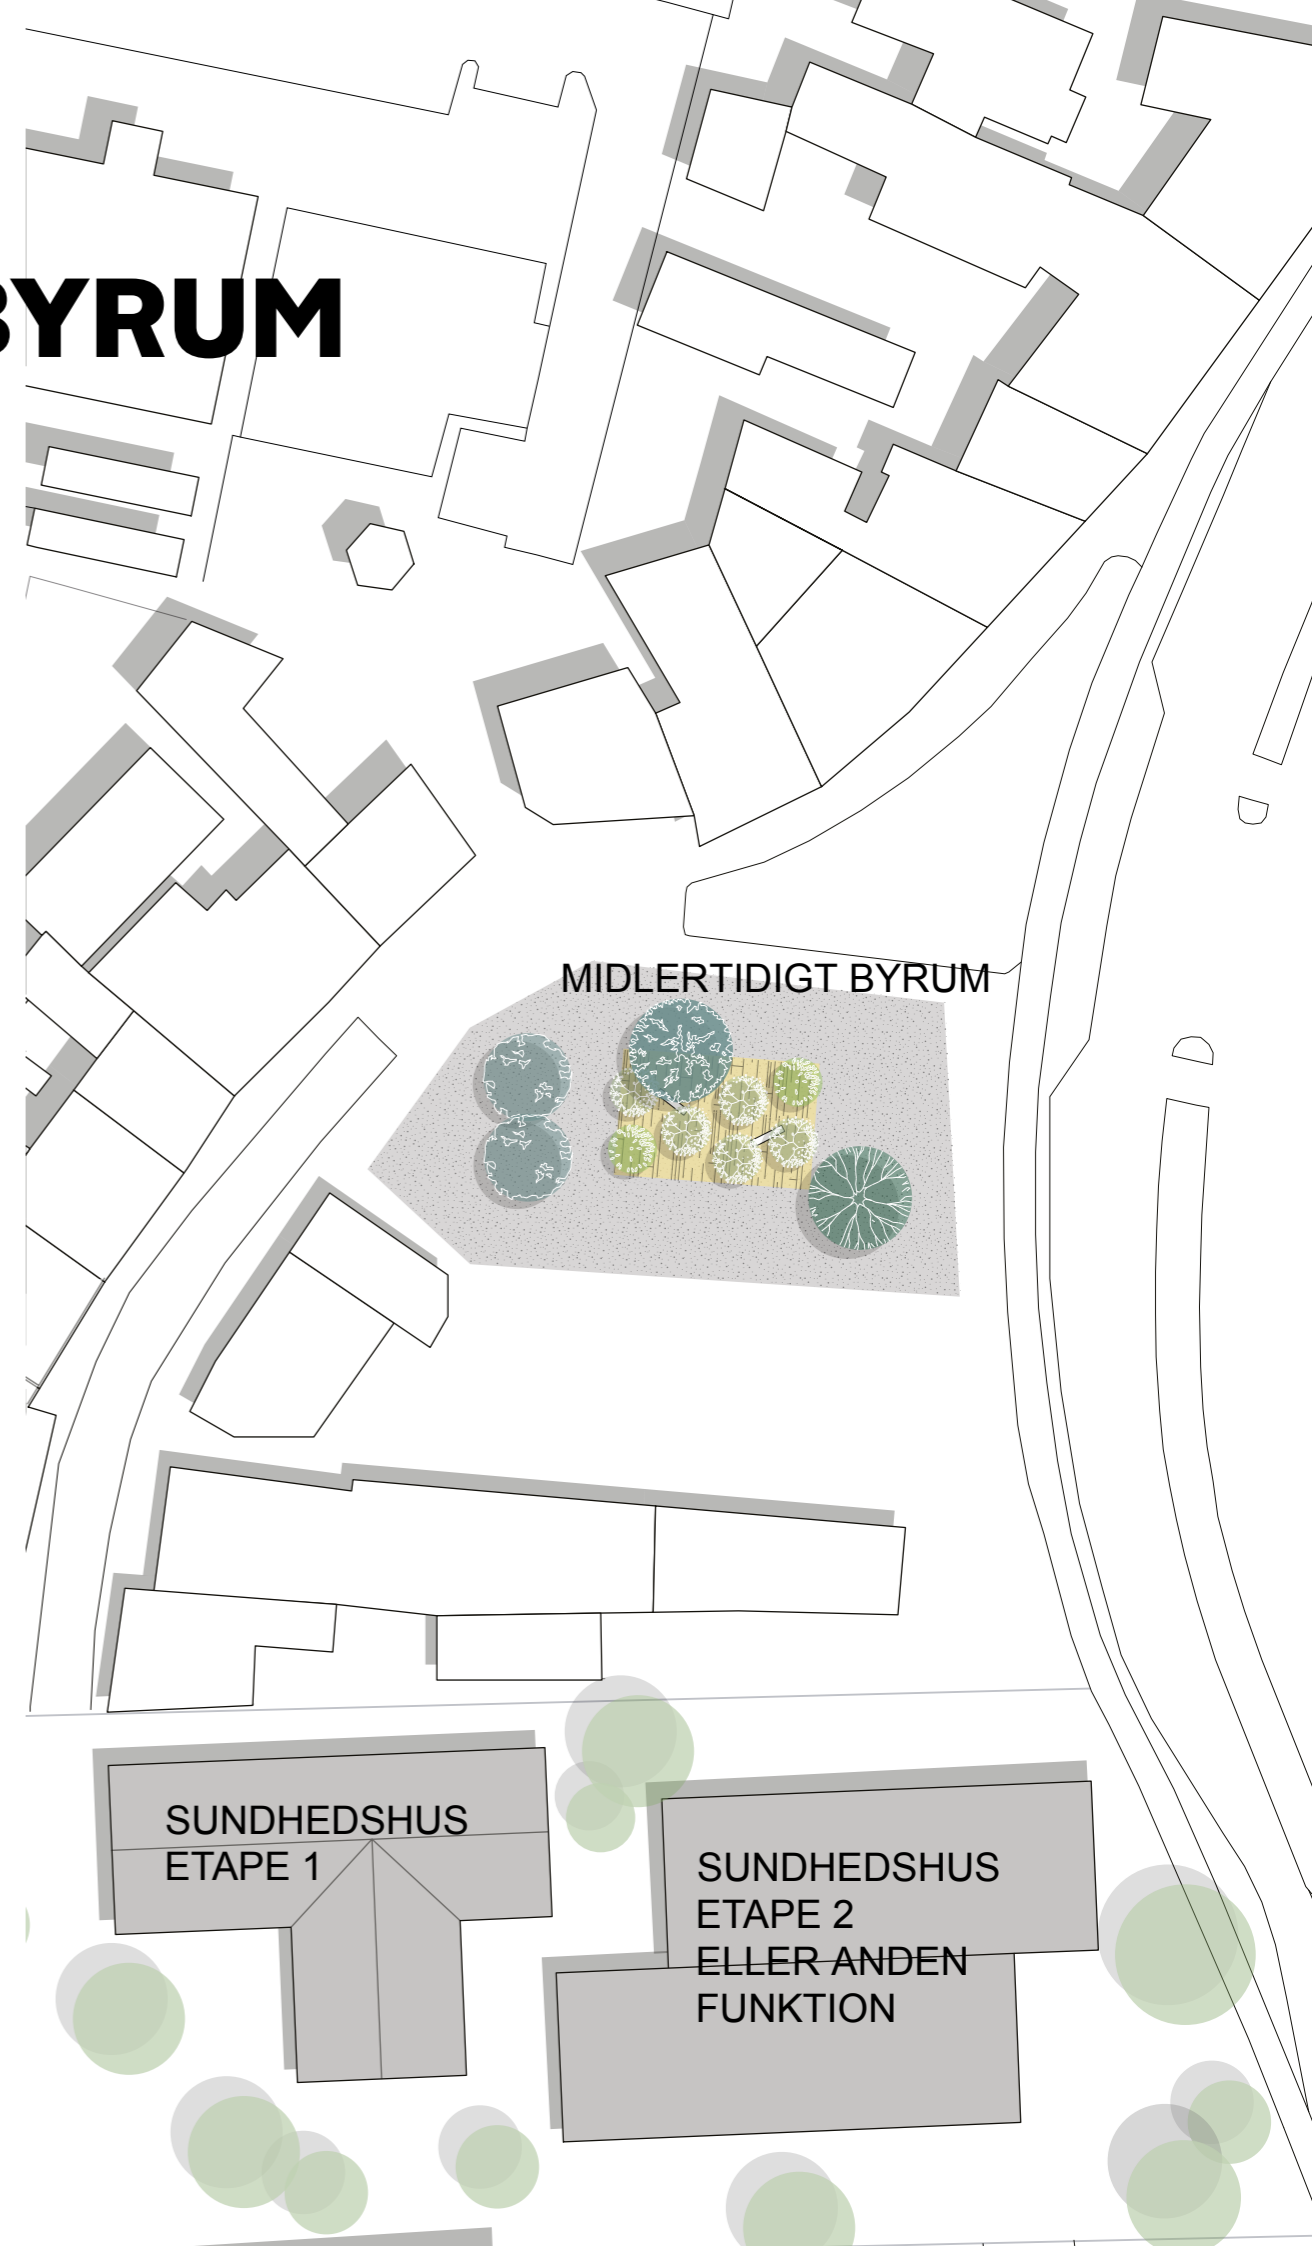 BYRUM
MIDLERTIDIGT BYRUM
SUNDHEDSHUS
ETAPE 1
SUNDHEDSHUS
ETAPE 2
ELLER ANDEN
FUNKTION